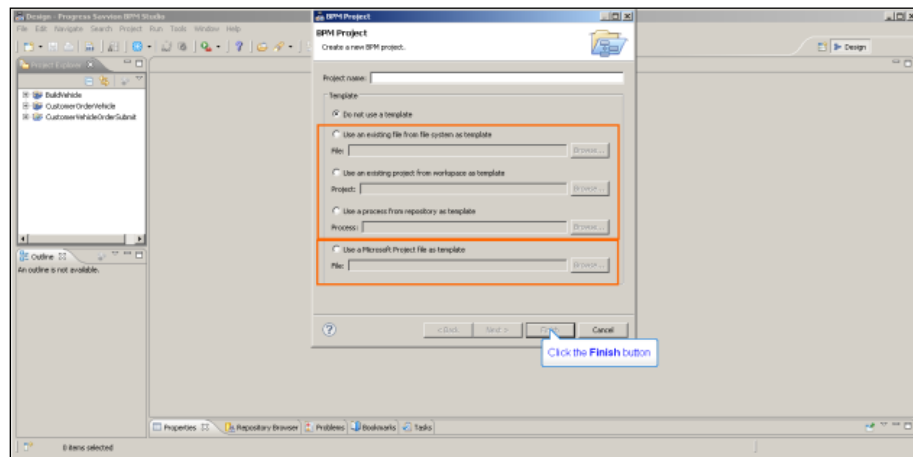 Design - Progress Savvion BPM Studio
File Edit Navigate Search Project Run Tools Window Help
Design
Project Explorer
BuildVehicle
CustomerOrderVehicle
CustomerVehicleOrderSubmit
Outline
An outline is not available.
BPM Project
BPM Project
Create a new BPM project.
Project name:
Template
Do not use a template
Use an existing file from file system as template
File:
Browse...
Use an existing project from workspace as template
Project:
Browse...
Use a process from repository as template
Process:
Browse...
Use a Microsoft Project file as template
File:
Browse...
< Back
Next >
Finish
Cancel
Click the Finish button
Properties
Repository Browser
Problems
Bookmarks
Tasks
0 items selected